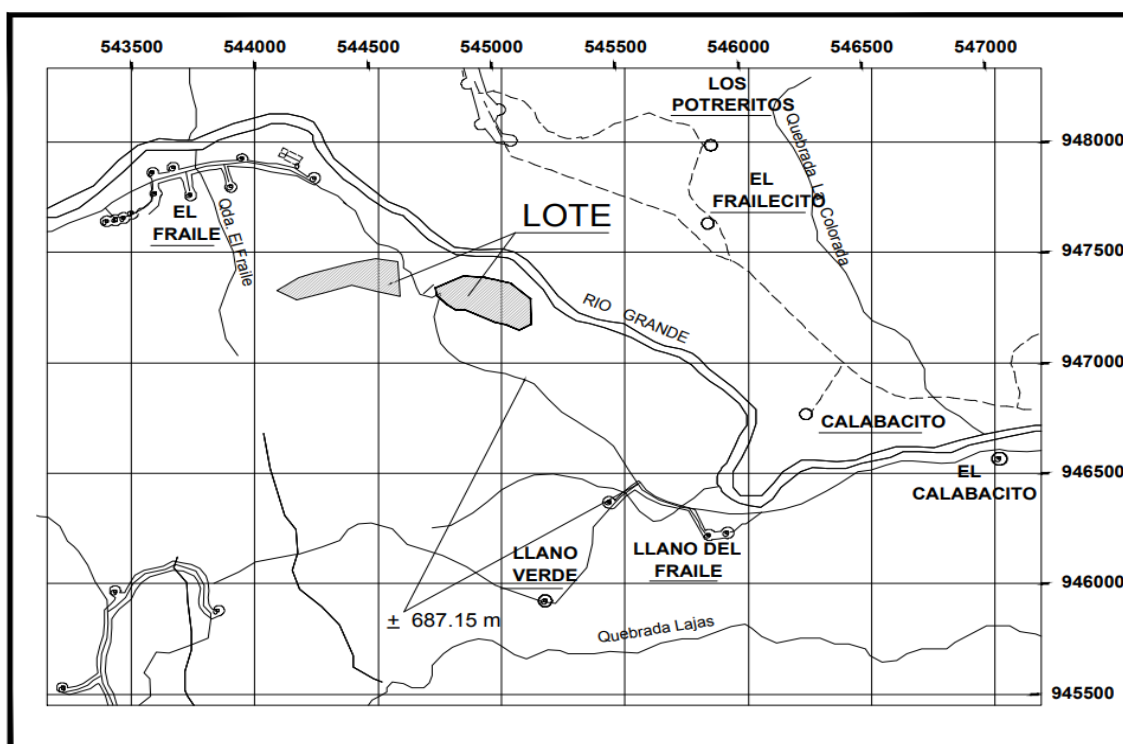 543500 544000 544500 545000 545500 546000 546500 547000
LOS
POTRERITOS
948000
Quebrada La Colorada
EL
FRAILECITO
LOTE
EL
FRAILE
Qda. El Fraile
947500
RIO GRANDE
947000
CALABACITO
946500
EL
CALABACITO
LLANO
VERDE
LLANO DEL
FRAILE
946000
± 687.15 m
Quebrada Lajas
945500